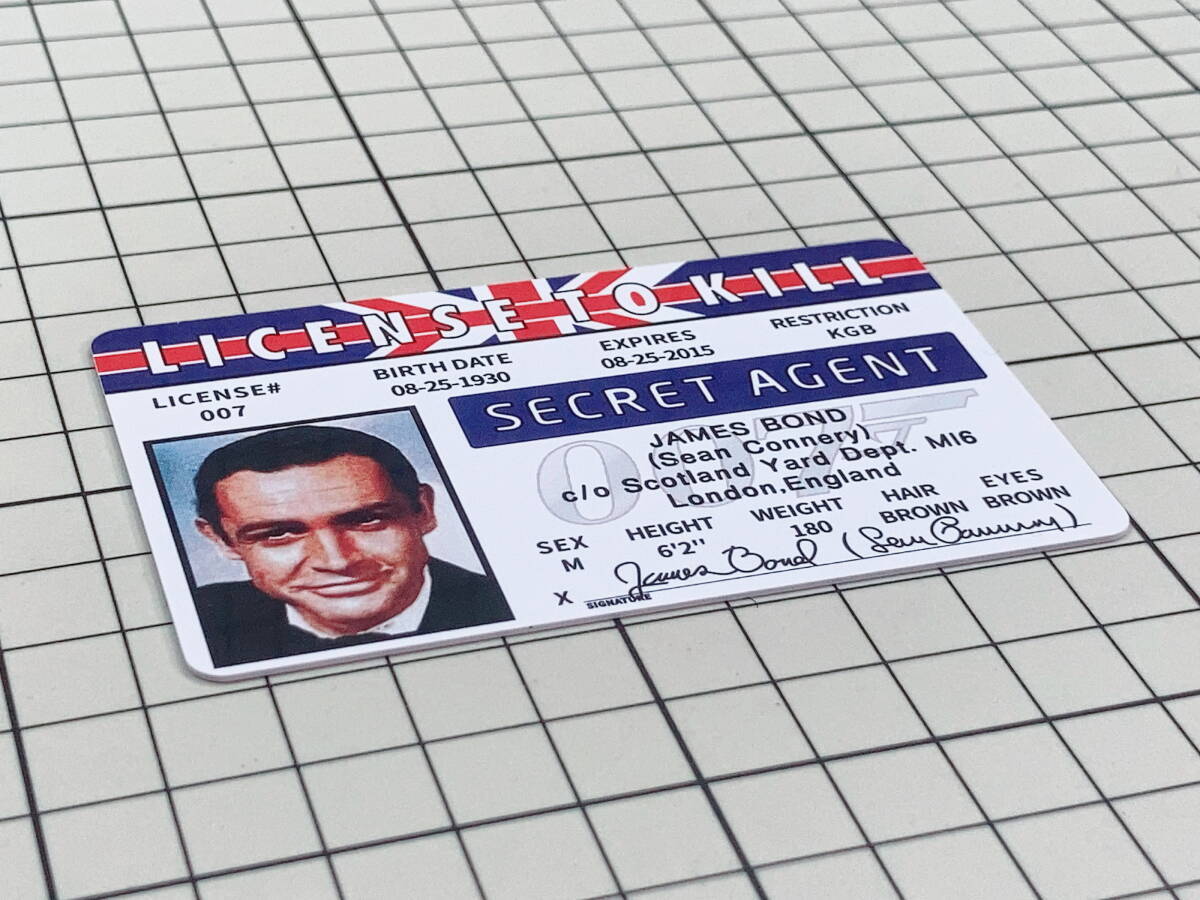 LICENSE TO KILL
LICENSE# BIRTH DATE EXPIRES RESTRICTION
007 08-25-1930 08-25-2015 KGB
SECRET AGENT
007
JAMES BOND
(Sean Connery)
c/o Scotland Yard Dept. MI6
London,England
SEX HEIGHT WEIGHT HAIR EYES
M 6'2" 180 BROWN BROWN
X James Bond (Sean Connery)
SIGNATURE